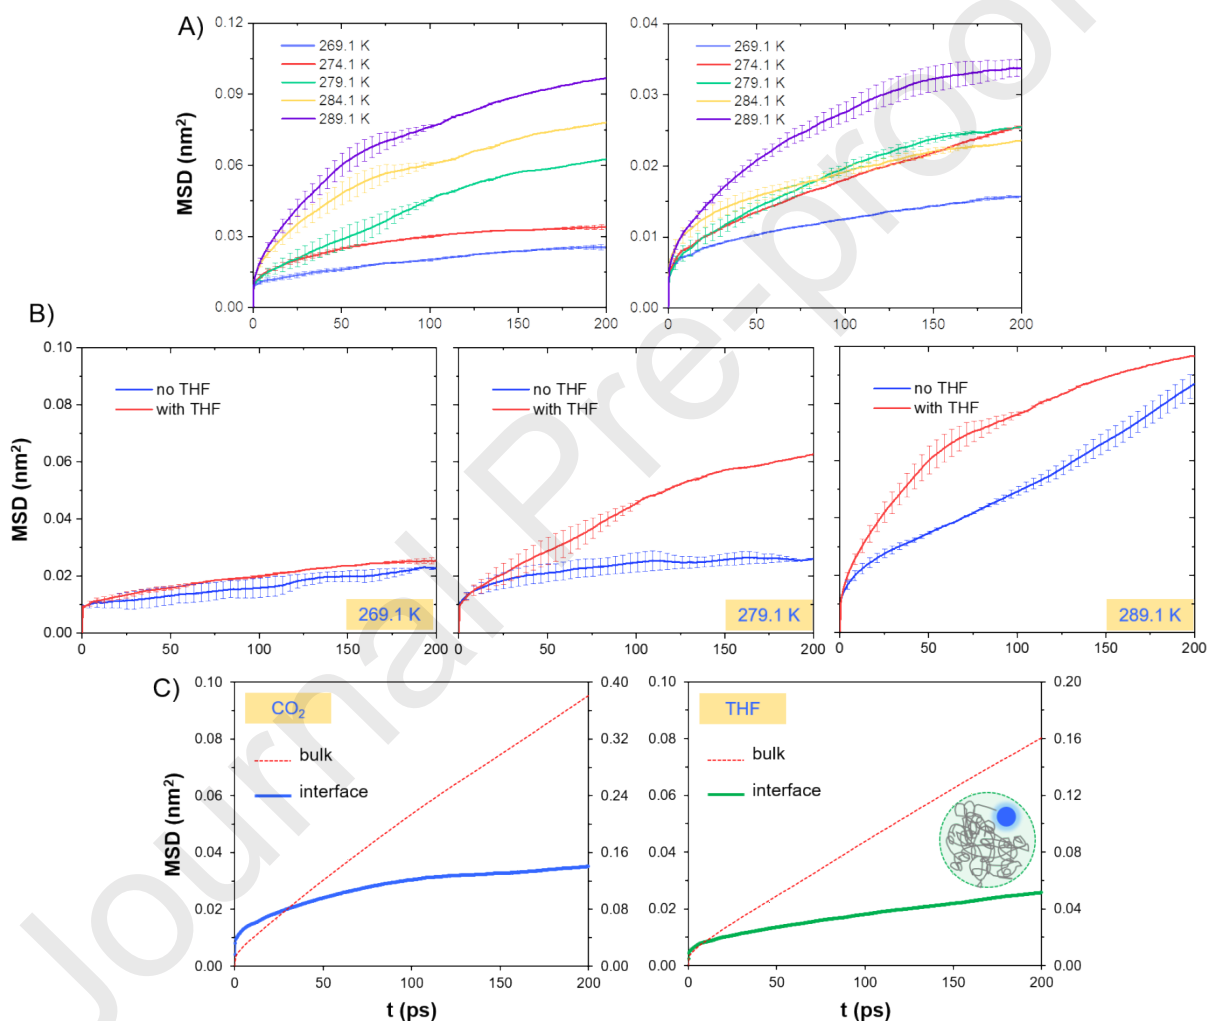 A)
MSD (nm²)
0.12
0.09
0.06
0.03
0.00
269.1 K
274.1 K
279.1 K
284.1 K
289.1 K
0 50 100 150 200
0.04
0.03
0.02
0.01
0.00
269.1 K
274.1 K
279.1 K
284.1 K
289.1 K
0 50 100 150 200
B)
MSD (nm²)
0.10
0.08
0.06
0.04
0.02
0.00
no THF
with THF
269.1 K
0 50 100 150 200
no THF
with THF
279.1 K
0 50 100 150 200
no THF
with THF
289.1 K
0 50 100 150 200
C)
MSD (nm²)
0.10
0.08
0.06
0.04
0.02
0.00
CO₂
bulk
interface
0.40
0.32
0.24
0.16
0.08
0.00
0 50 100 150 200
t (ps)
0.10
0.08
0.06
0.04
0.02
0.00
THF
bulk
interface
0.20
0.16
0.12
0.08
0.04
0.00
0 50 100 150 200
t (ps)
Journal Pre-proof